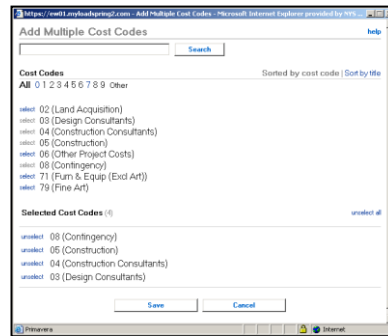 https://ew01.myloadspring2.com - Add Multiple Cost Codes - Microsoft Internet Explorer provided by NYS ...
Add Multiple Cost Codes help
Search
Cost Codes Sorted by cost code | Sort by title
All 0 1 2 3 4 5 6 7 8 9 Other
select 02 (Land Acquisition)
select 03 (Design Consultants)
select 04 (Construction Consultants)
select 05 (Construction)
select 06 (Other Project Costs)
select 08 (Contingency)
select 71 (Furn & Equip (Excl Art))
select 79 (Fine Art)
Selected Cost Codes (4) unselect all
unselect 08 (Contingency)
unselect 05 (Construction)
unselect 04 (Construction Consultants)
unselect 03 (Design Consultants)
Save Cancel
Primavera Internet